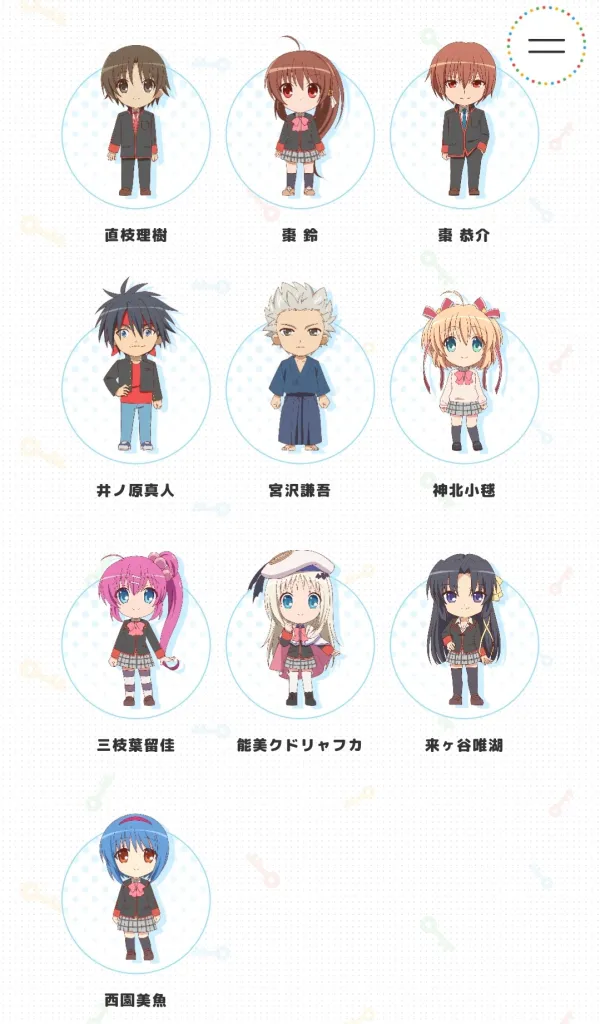 直枝理樹
棗 鈴
棗 恭介
井ノ原真人
宮沢謙吾
神北小毬
三枝葉留佳
能美クドリャフカ
来ヶ谷唯湖
西園美魚